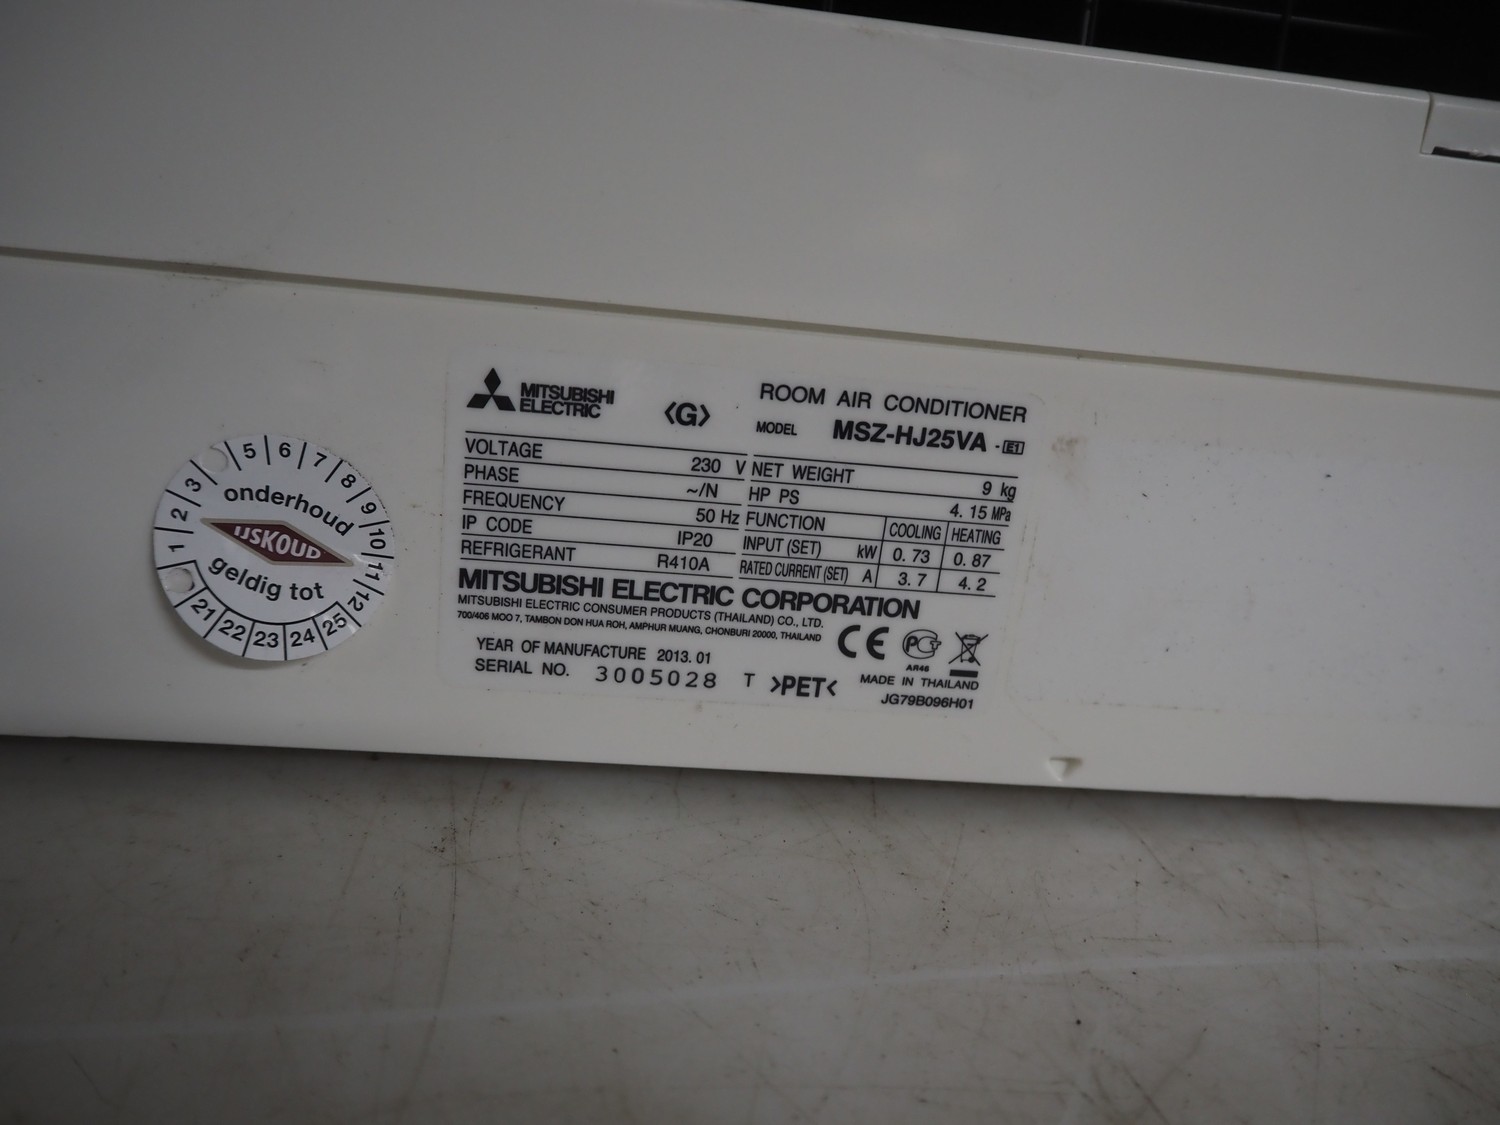 MITSUBISHI
ELECTRIC
<G>
ROOM AIR CONDITIONER
MODEL MSZ-HJ25VA - E1
VOLTAGE 230 V
PHASE ~/N
FREQUENCY 50 Hz
IP CODE IP20
REFRIGERANT R410A
NET WEIGHT 9 kg
HP PS 4.15 MPa
FUNCTION COOLING HEATING
INPUT (SET) kW 0.73 0.87
RATED CURRENT (SET) A 3.7 4.2
MITSUBISHI ELECTRIC CORPORATION
MITSUBISHI ELECTRIC CONSUMER PRODUCTS (THAILAND) CO., LTD.
700/406 MOO 7, TAMBON DON HUA ROH, AMPHUR MUANG, CHONBURI 20000, THAILAND
CE
PCT
AR46
YEAR OF MANUFACTURE 2013.01
SERIAL NO. 3005028 T >PET<
MADE IN THAILAND
JG79B096H01
1 2 3 5 6 7 8 9 10 11 12
onderhoud
IJSKOUD
geldig tot
21 22 23 24 25